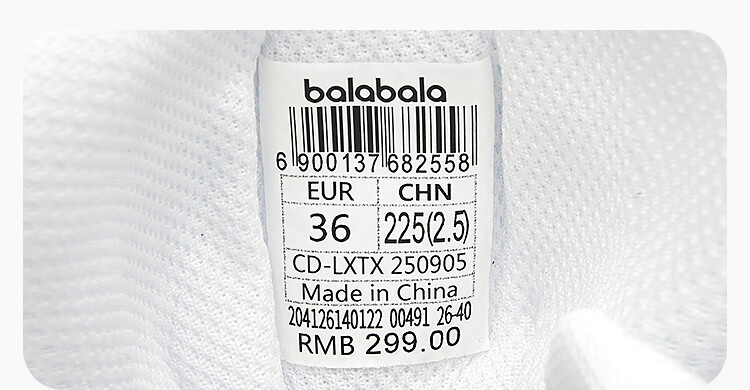 balabala
6 900137 682558
EUR CHN
36 225(2.5)
CD-LXTX 250905
Made in China
204126140122 00491 26-40
RMB 299.00